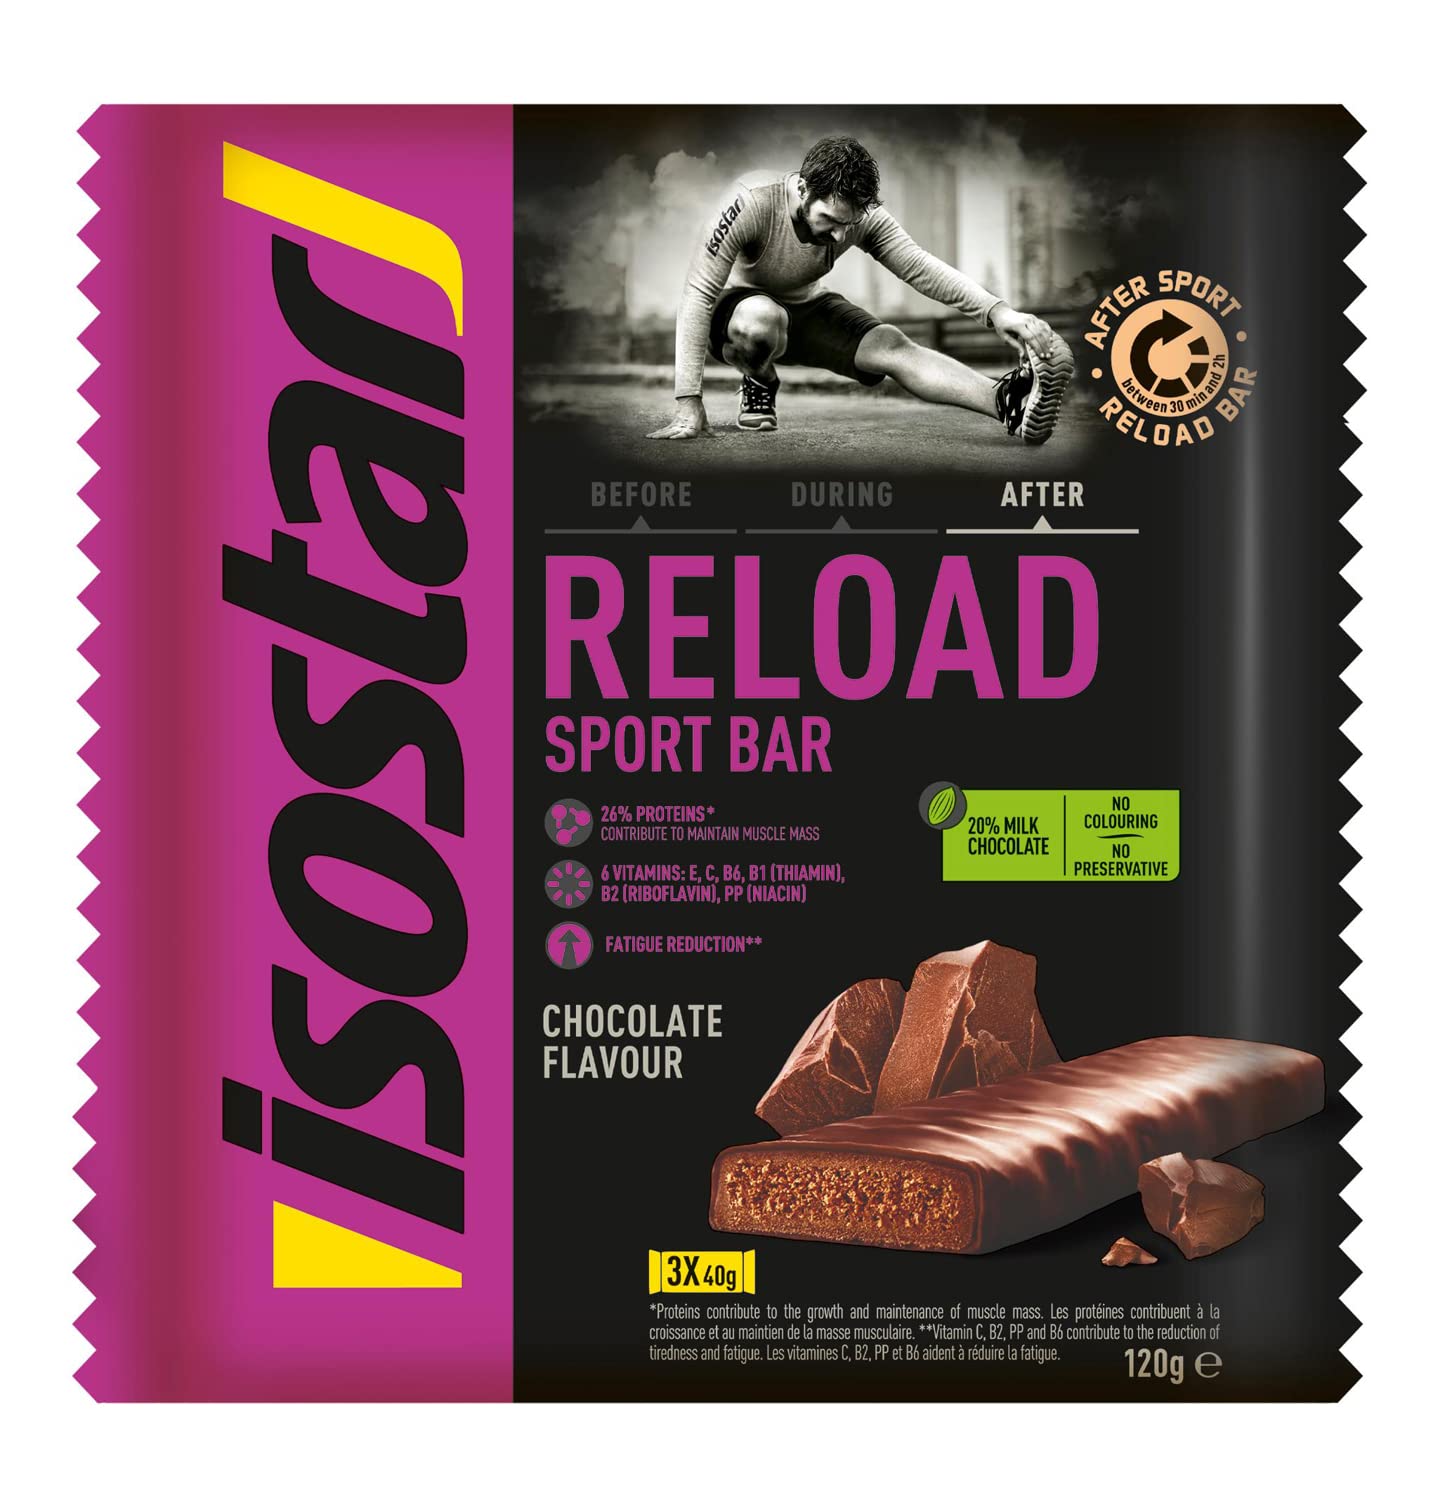 isostar
isostar
AFTER SPORT
between 30 min and 2h
RELOAD BAR
BEFORE
DURING
AFTER
RELOAD
SPORT BAR
26% PROTEINS*
CONTRIBUTE TO MAINTAIN MUSCLE MASS
6 VITAMINS: E, C, B6, B1 (THIAMIN),
B2 (RIBOFLAVIN), PP (NIACIN)
FATIGUE REDUCTION**
20% MILK
CHOCOLATE
NO
COLOURING
NO
PRESERVATIVE
CHOCOLATE
FLAVOUR
3X40g
*Proteins contribute to the growth and maintenance of muscle mass. Les protéines contribuent à la
croissance et au maintien de la masse musculaire. **Vitamin C, B2, PP and B6 contribute to the reduction of
tiredness and fatigue. Les vitamines C, B2, PP et B6 aident à réduire la fatigue.
120g ℮